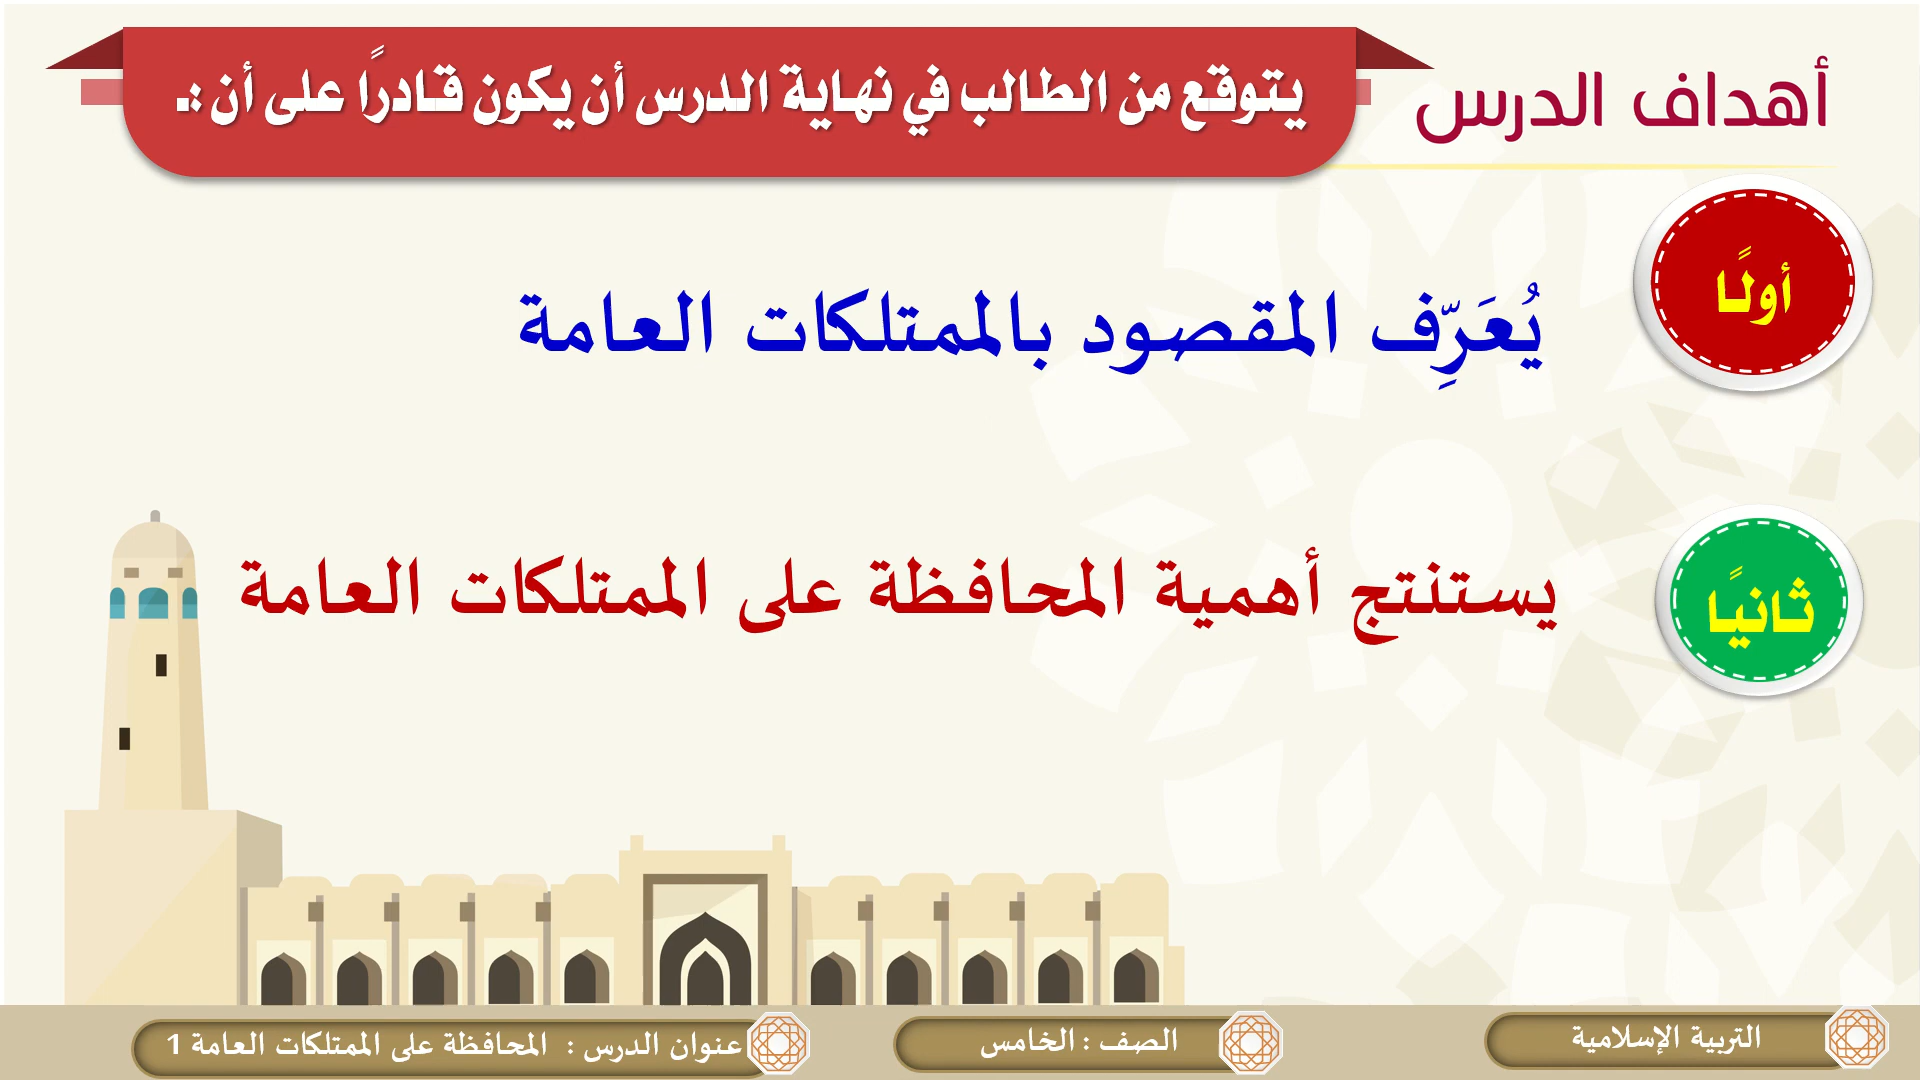 أهداف الدرس
يتوقع من الطالب في نهاية الدرس أن يكون قادرًا على أن :.
أولًا
يُعَرِّف المقصود بالممتلكات العامة
ثانيًا
يستنتج أهمية المحافظة على الممتلكات العامة
التربية الإسلامية
الصف : الخامس
عنوان الدرس : المحافظة على الممتلكات العامة 1